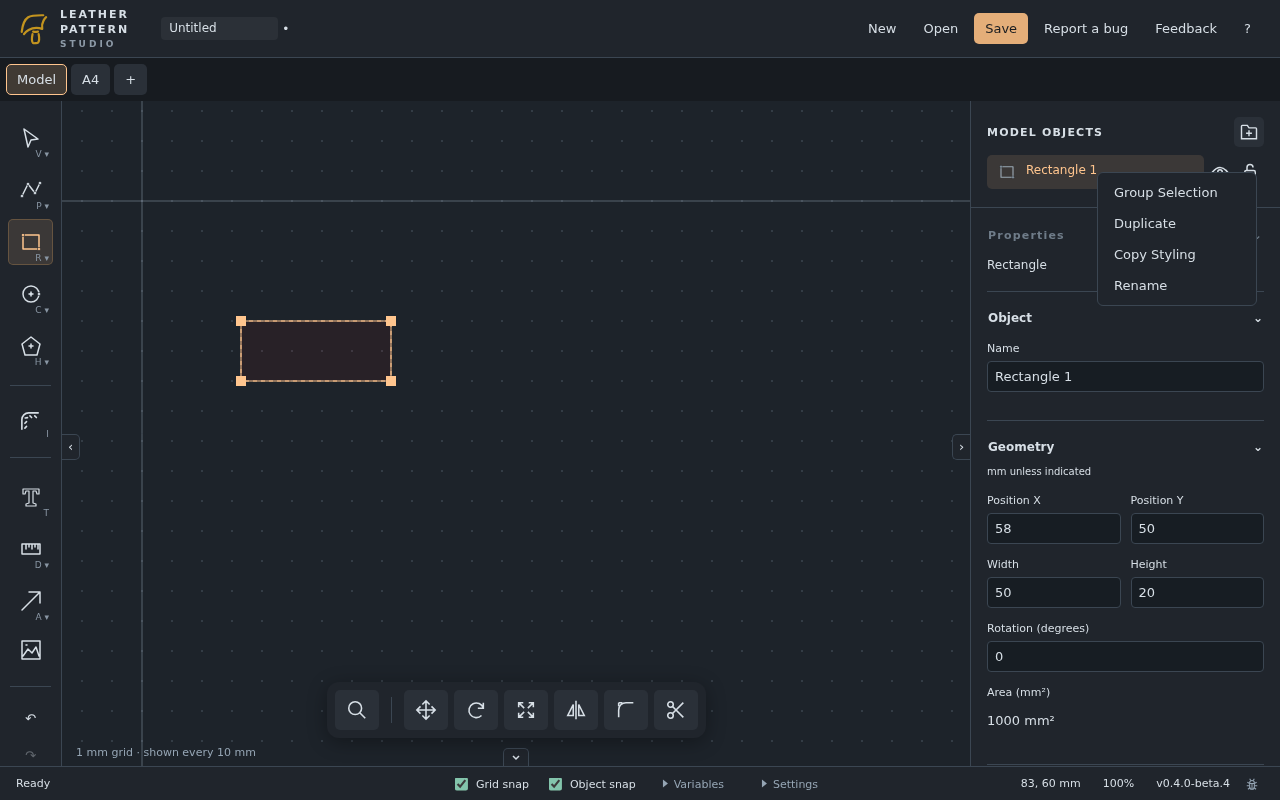 LEATHER
PATTERN
STUDIO
Untitled •
New Open Save Report a bug Feedback ?
Model A4 +
V ▾
P ▾
R ▾
C ▾
H ▾
I
T
D ▾
A ▾
1 mm grid · shown every 10 mm
MODEL OBJECTS
Rectangle 1
Group Selection
Duplicate
Copy Styling
Rename
Properties
Rectangle
Object
Name
Rectangle 1
Geometry
mm unless indicated
Position X Position Y
58 50
Width Height
50 20
Rotation (degrees)
0
Area (mm²)
1000 mm²
Ready Grid snap Object snap Variables Settings 83, 60 mm 100% v0.4.0-beta.4